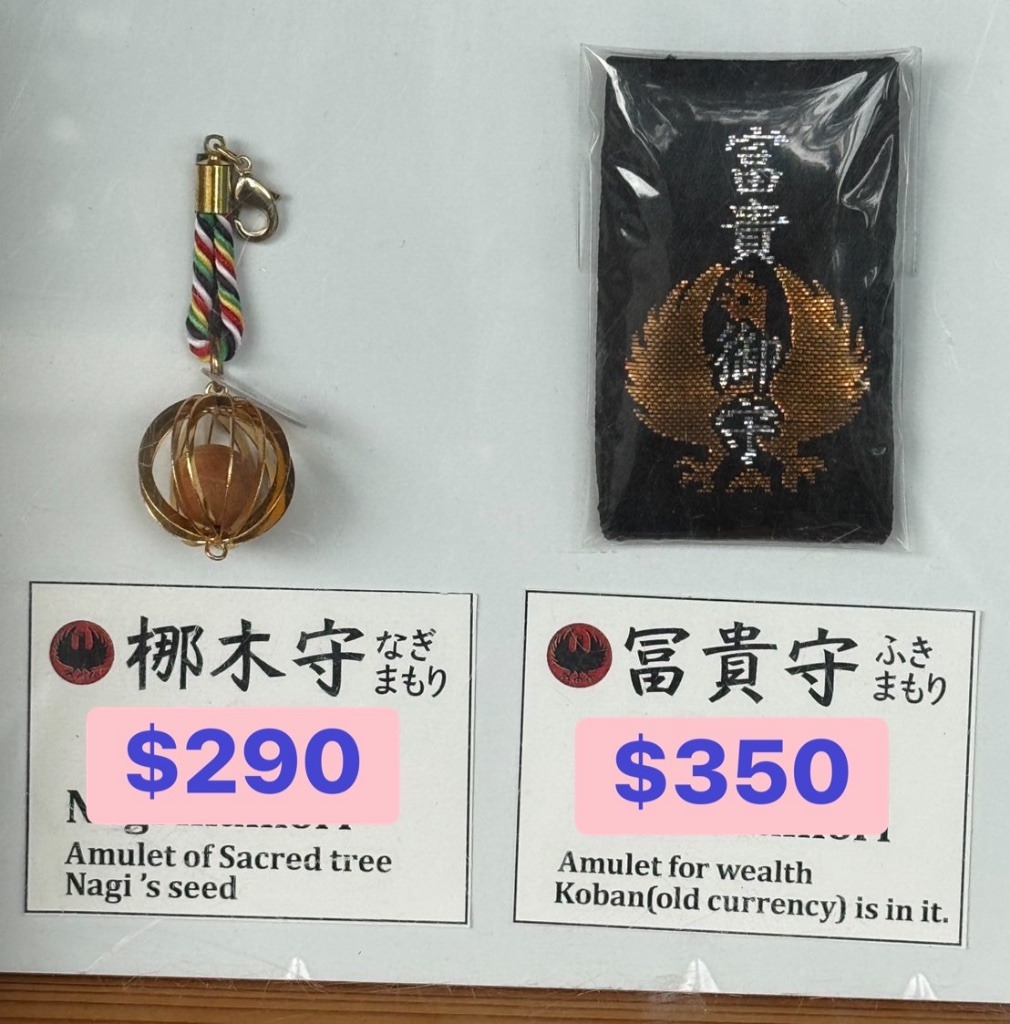 富貴御守
梛木守 なぎまもり
$290
Amulet of Sacred tree
Nagi 's seed
冨貴守 ふきまもり
$350
Amulet for wealth
Koban(old currency) is in it.